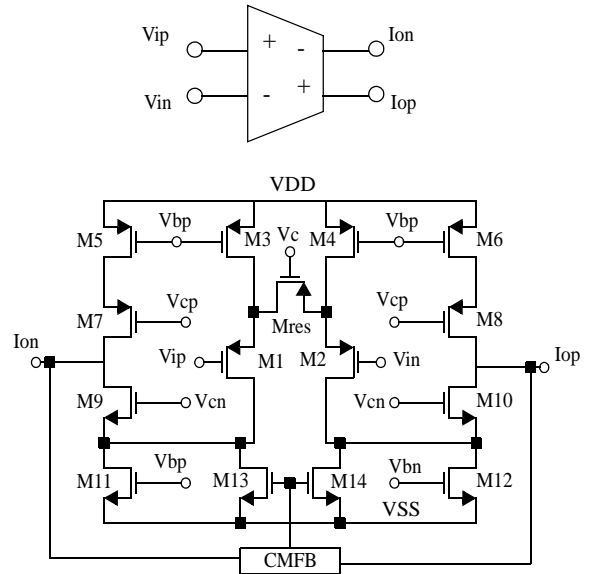 Vip + - Ion
Vin - + Iop
VDD
Vbp Vc Vbp
M5 M3 M4 M6
Vcp Mres Vcp
M7 M8
Ion Vip M1 M2 Vin Iop
M9 Vcn Vcn M10
M11 Vbp M13 M14 Vbn M12
VSS
CMFB